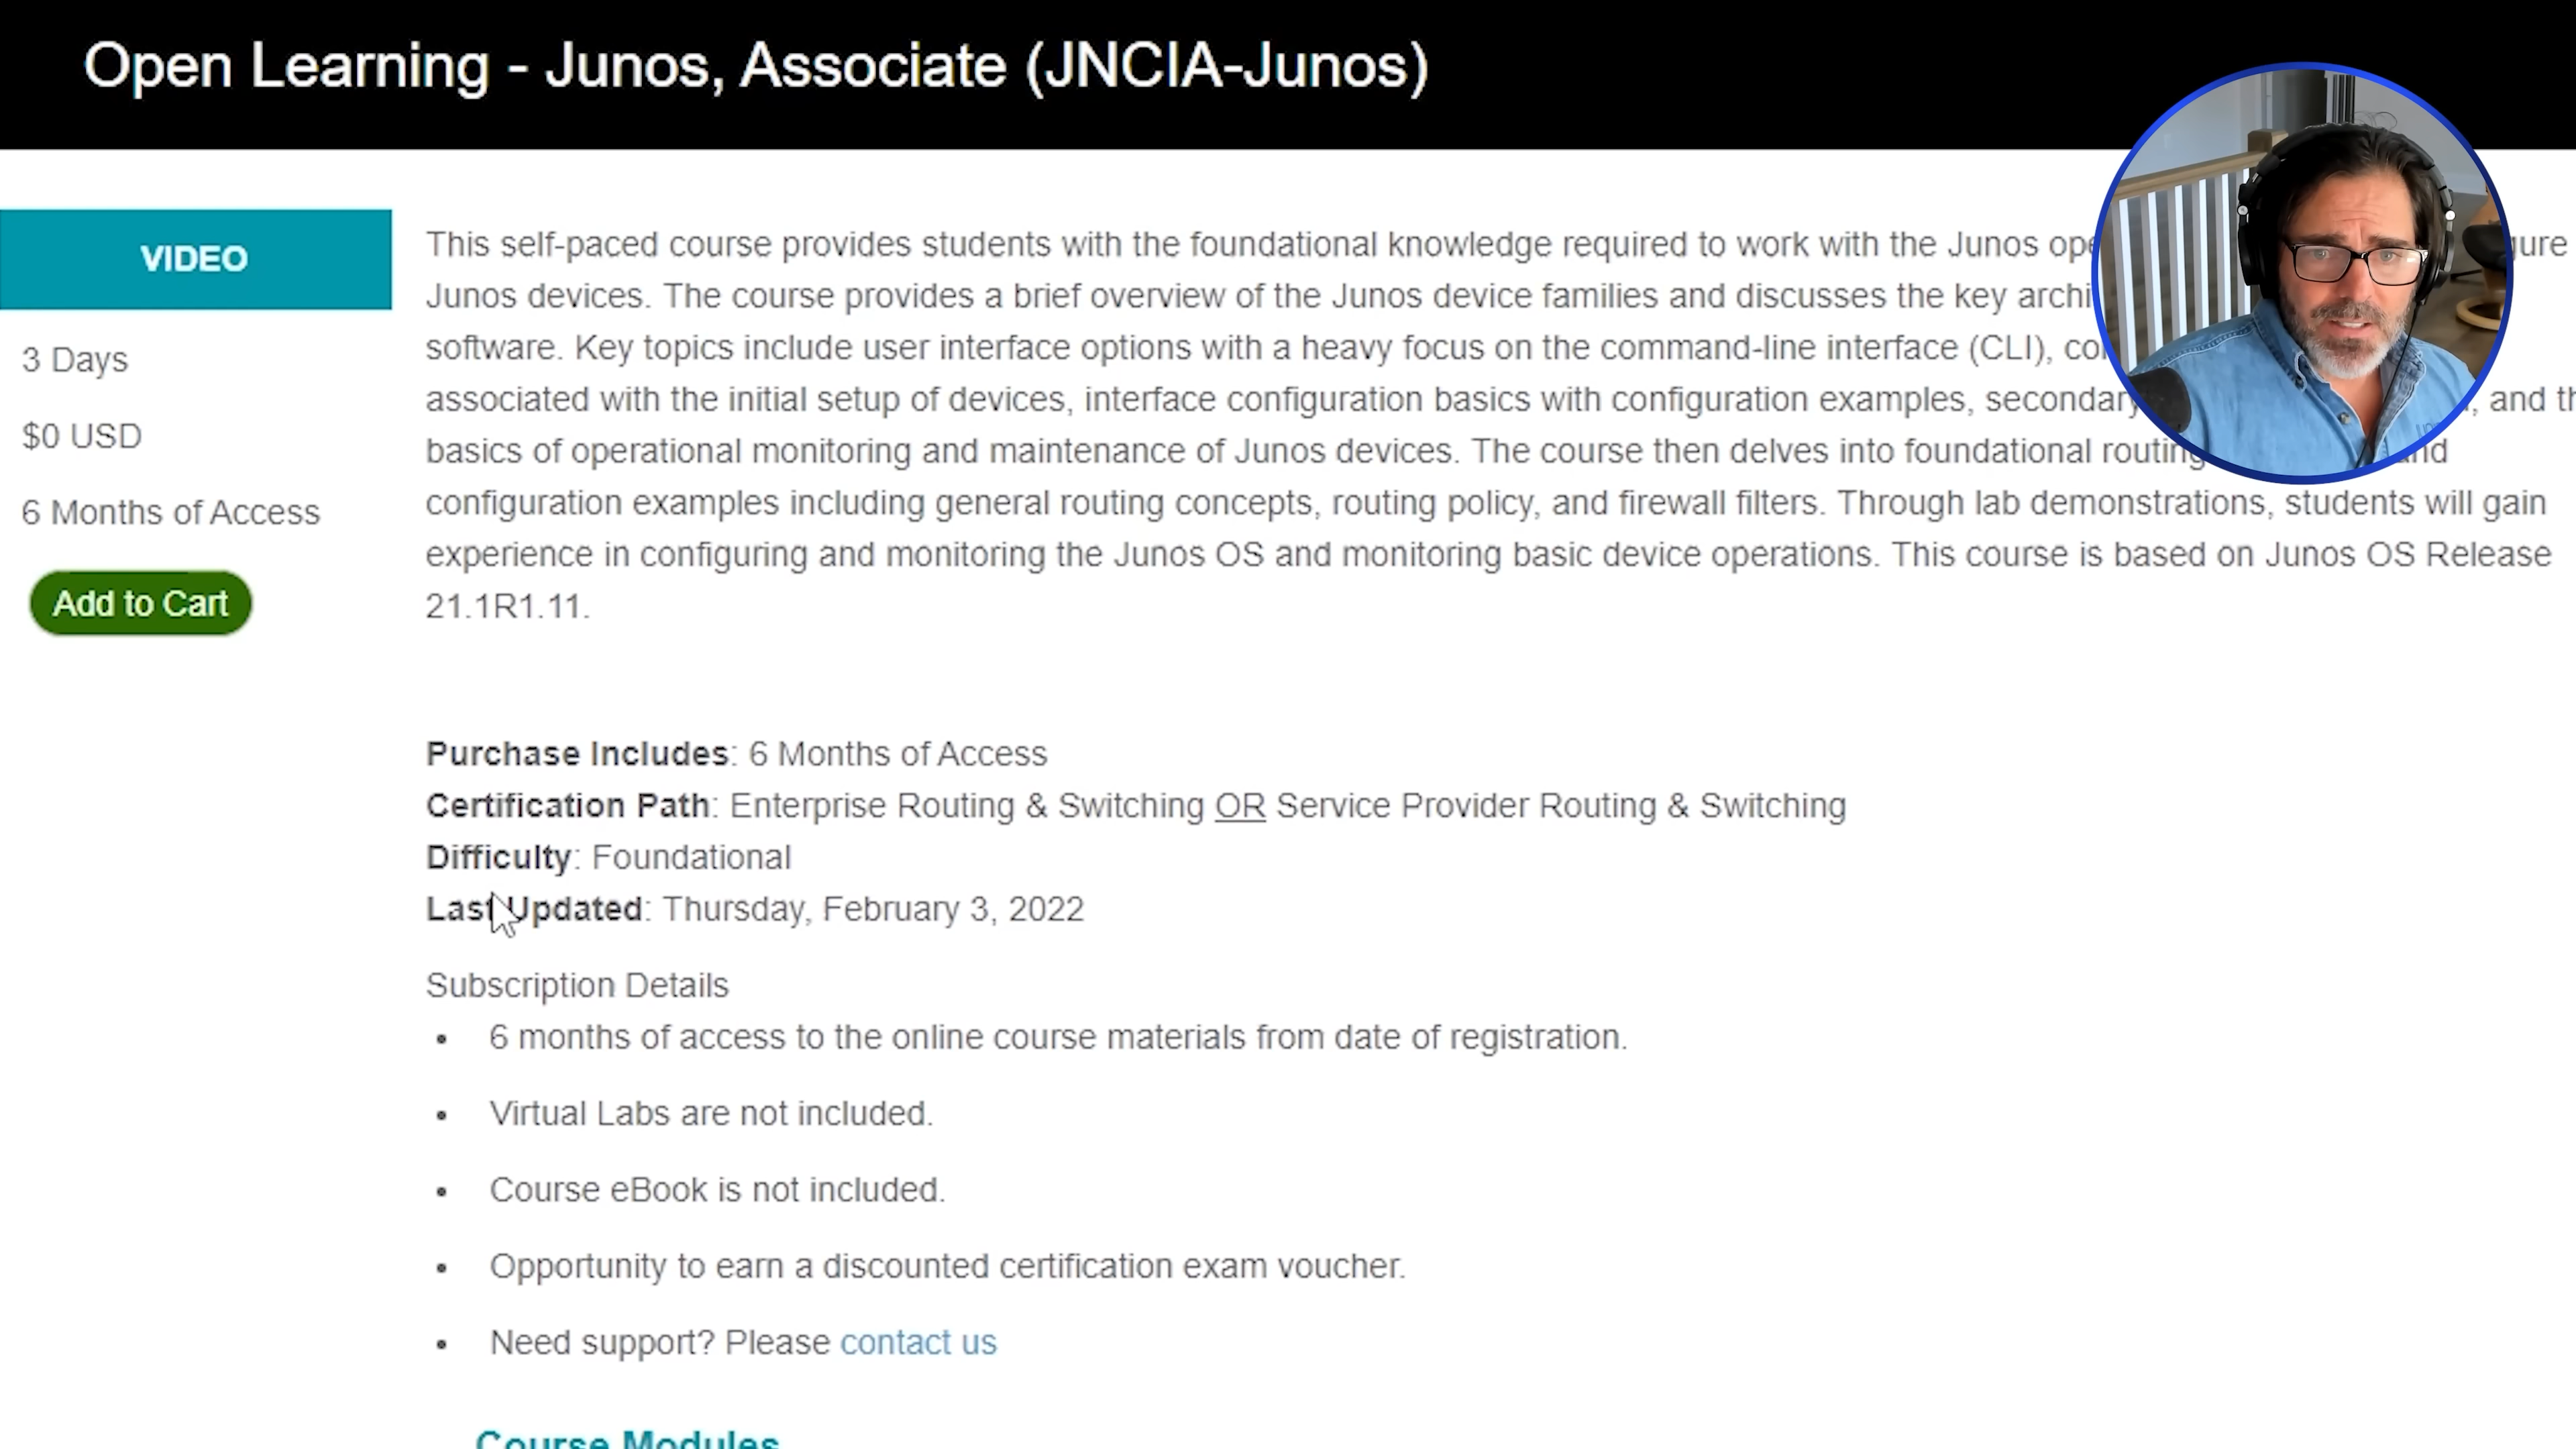 Open Learning - Junos, Associate (JNCIA-Junos)
VIDEO
3 Days
$0 USD
6 Months of Access
Add to Cart
This self-paced course provides students with the foundational knowledge required to work with the Junos
Junos devices. The course provides a brief overview of the Junos device families and discusses the key
software. Key topics include user interface options with a heavy focus on the command-line interface (CLI),
associated with the initial setup of devices, interface configuration basics with configuration examples, secondary , and
basics of operational monitoring and maintenance of Junos devices. The course then delves into foundational routing and
configuration examples including general routing concepts, routing policy, and firewall filters. Through lab demonstrations, students will gain
experience in configuring and monitoring the Junos OS and monitoring basic device operations. This course is based on Junos OS Release
21.1R1.11.
Purchase Includes: 6 Months of Access
Certification Path: Enterprise Routing & Switching OR Service Provider Routing & Switching
Difficulty: Foundational
Last Updated: Thursday, February 3, 2022
Subscription Details
• 6 months of access to the online course materials from date of registration.
• Virtual Labs are not included.
• Course eBook is not included.
• Opportunity to earn a discounted certification exam voucher.
• Need support? Please contact us
Course Modules